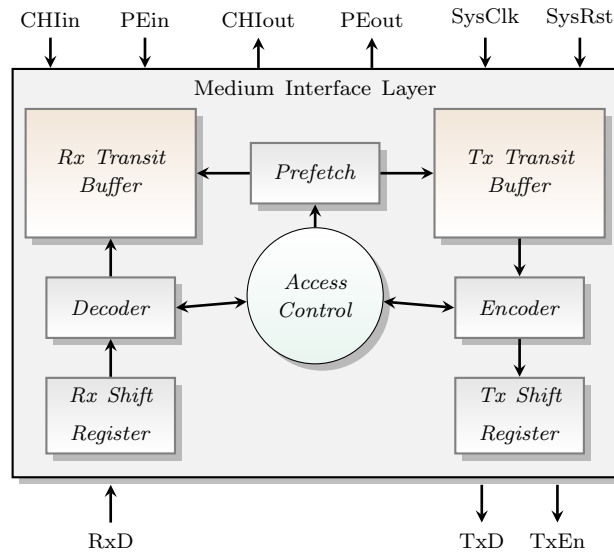 CHIin PEin CHIout PEout SysClk SysRst
Medium Interface Layer
Rx Transit
Buffer
Prefetch
Tx Transit
Buffer
Decoder
Access
Control
Encoder
Rx Shift
Register
Tx Shift
Register
RxD TxD TxEn